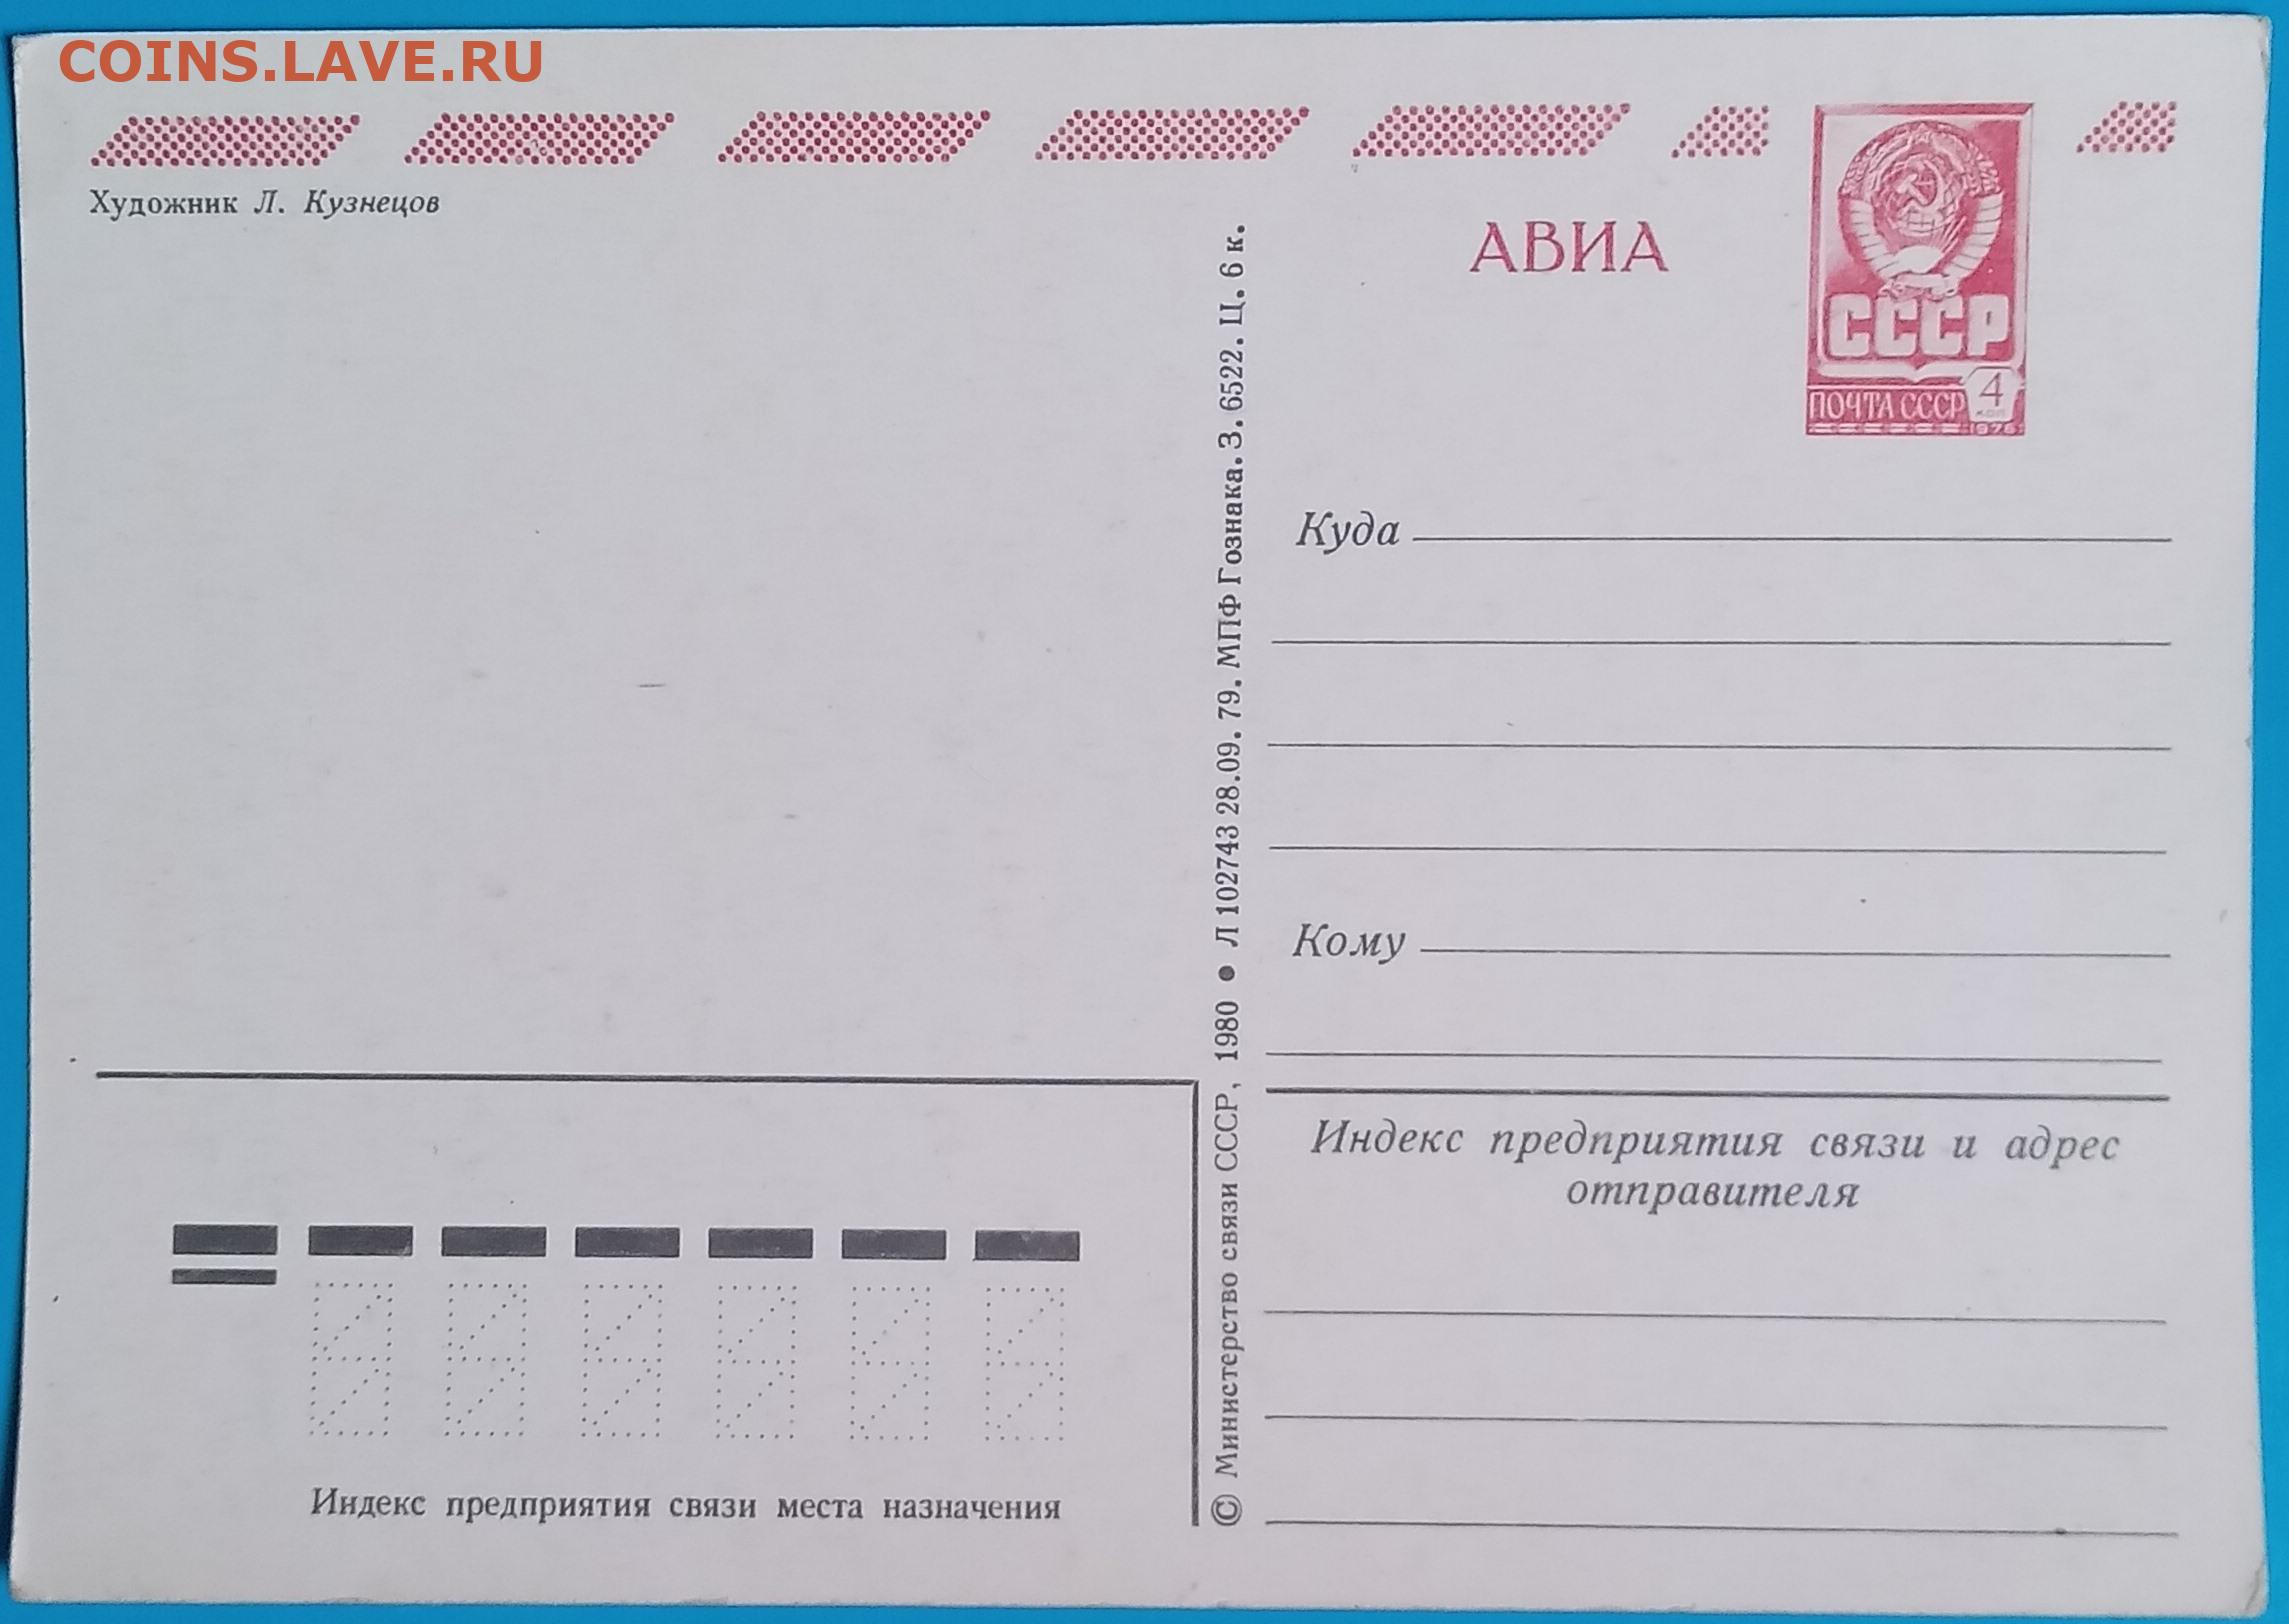 COINS.LAVE.RU
Художник Л. Кузнецов
АВИА
СССР
ПОЧТА СССР
4
КОП
1976
Куда
Кому
Индекс предприятия связи и адрес
отправителя
© Министерство связи СССР, 1980 ● Л 102743 28.09. 79. МПФ Гознака. З. 6522. Ц. 6 к.
Индекс предприятия связи места назначения